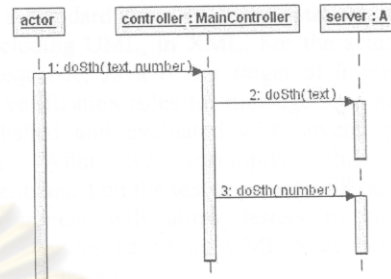 actor
controller : MainController
server : A
1: doSth( text, number )
2: doSth( text )
3: doSth( number )